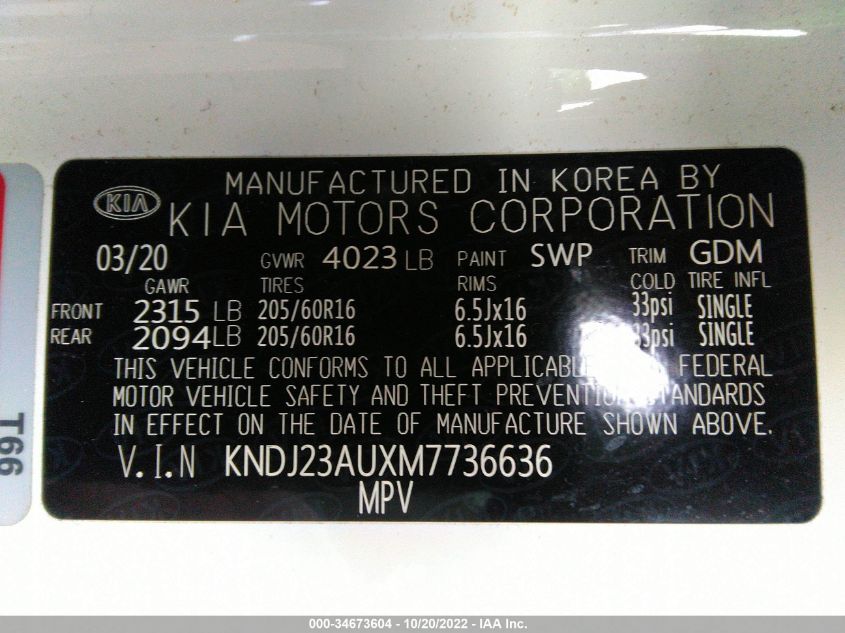 MANUFACTURED IN KOREA BY
KIA KIA MOTORS CORPORATION
03/20 GVWR 4023 LB PAINT SWP TRIM GDM
GAWR TIRES RIMS COLD TIRE INFL
FRONT 2315 LB 205/60R16 6.5Jx16 33psi SINGLE
REAR 2094 LB 205/60R16 6.5Jx16 33psi SINGLE
THIS VEHICLE CONFORMS TO ALL APPLICABLE FEDERAL
MOTOR VEHICLE SAFETY AND THEFT PREVENTION STANDARDS
IN EFFECT ON THE DATE OF MANUFACTURE SHOWN ABOVE.
V.I.N KNDJ23AUXM7736636
MPV
T66
000-34673604 - 10/20/2022 - IAA Inc.